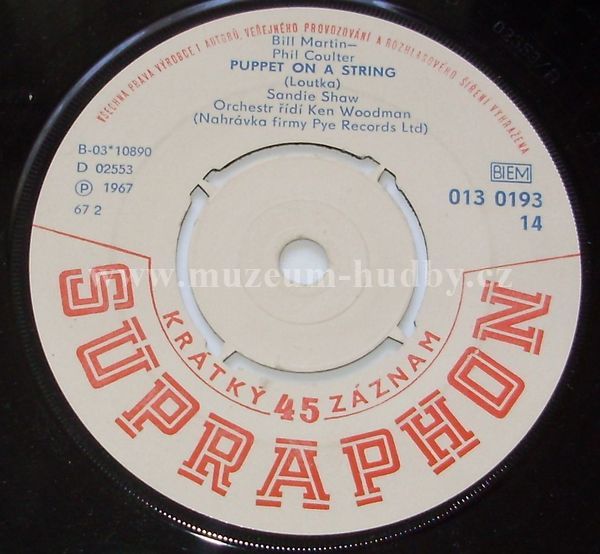 VŠECHNA PRÁVA VÝROBCE I AUTORŮ, VEŘEJNÉHO PROVOZOVÁNÍ A ROZHLASOVÉHO ŠÍŘENÍ VYHRAZENA
Bill Martin–
Phil Coulter
PUPPET ON A STRING
(Loutka)
Sandie Shaw
Orchestr řídí Ken Woodman
(Nahrávka firmy Pye Records Ltd)
B-03*10890
D 02553
Ⓟ 1967
67 2
BIEM
013 0193
14
www.muzeum-hudby.cz
KRÁTKÝ 45 ZÁZNAM
SUPRAPHON